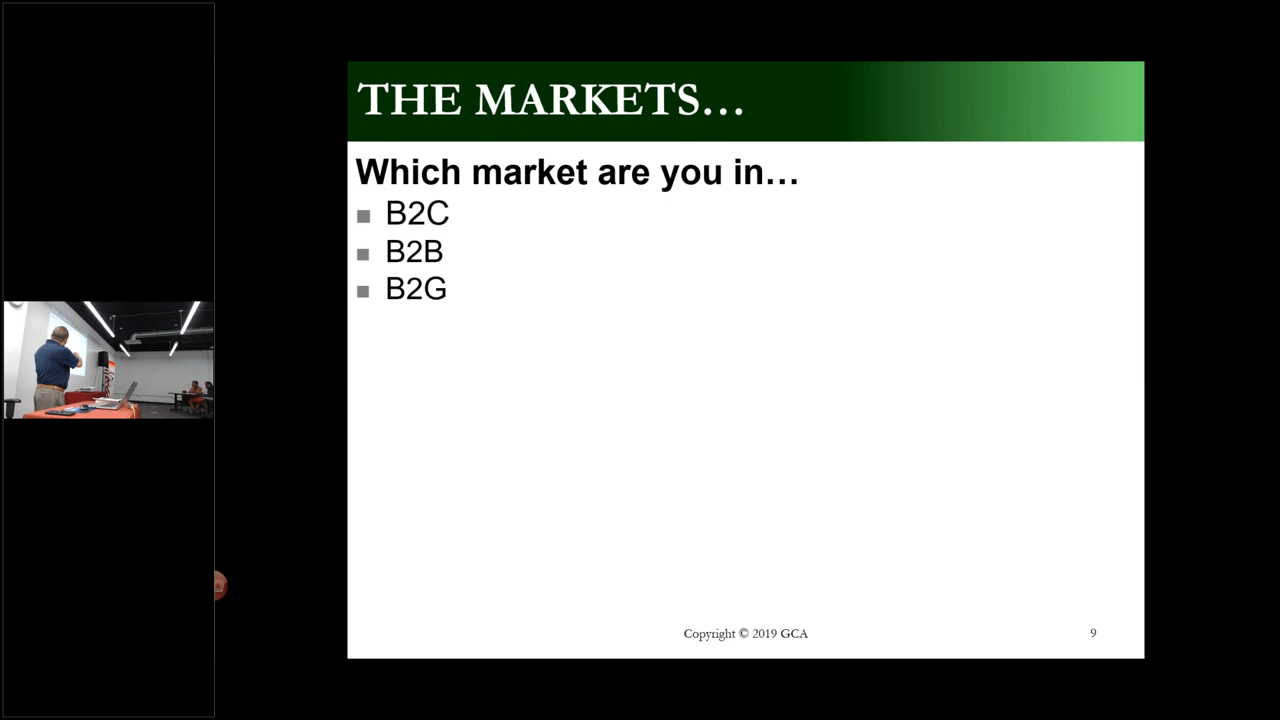 THE MARKETS…
Which market are you in…
B2C
B2B
B2G
Copyright © 2019 GCA
9